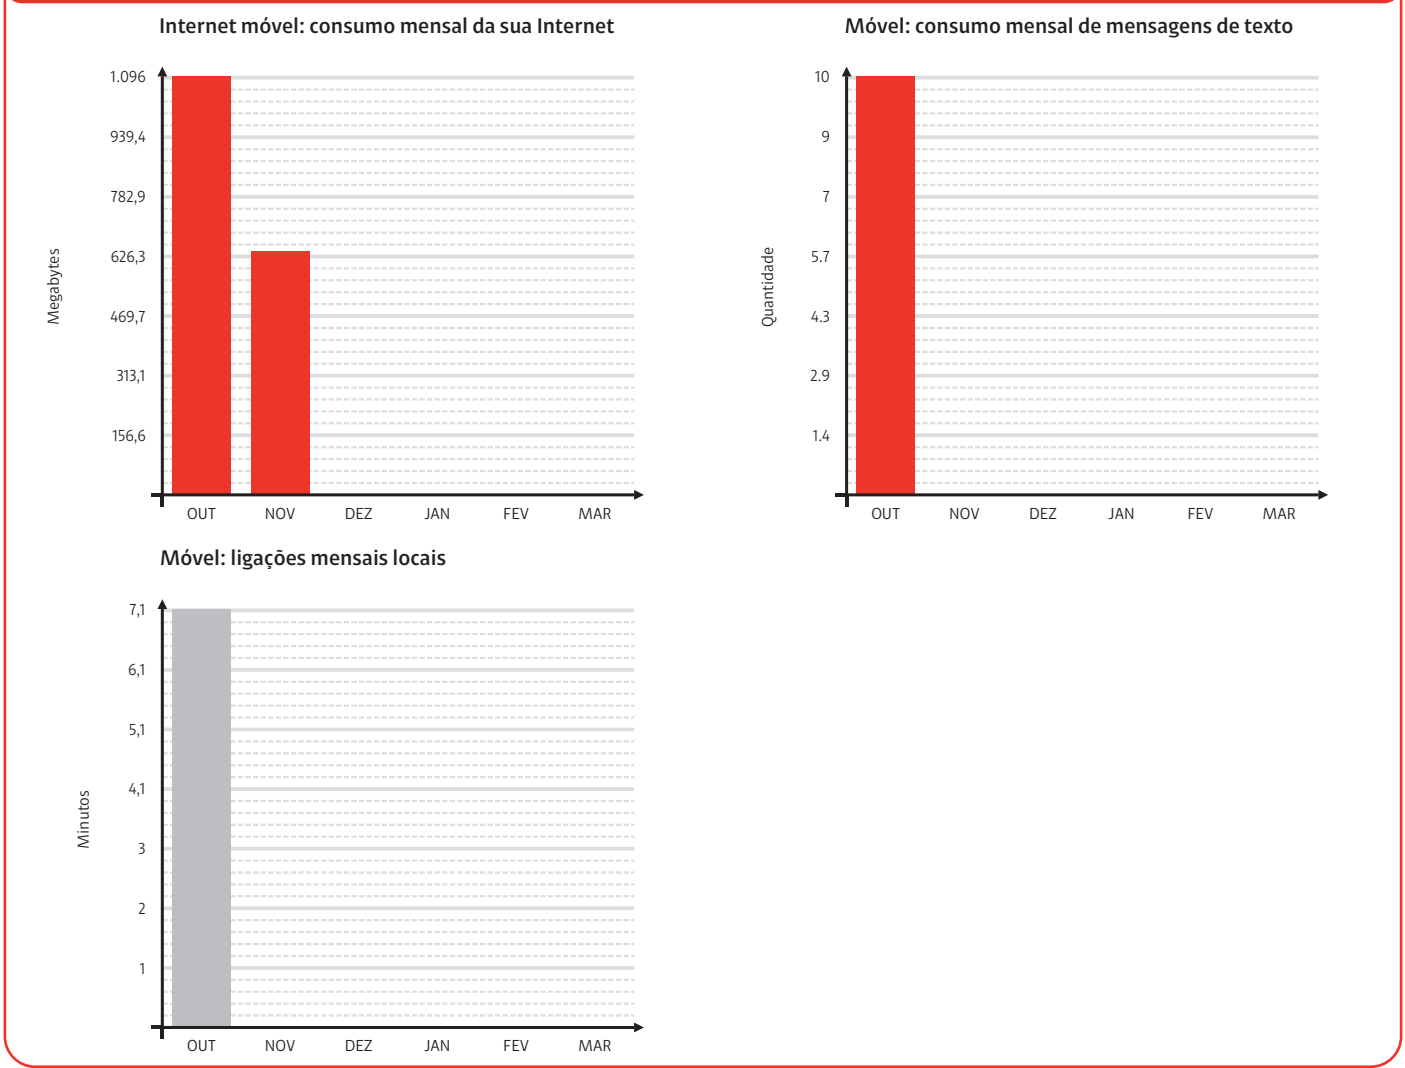 Internet móvel: consumo mensal da sua Internet
1.096
939,4
782,9
626,3
469,7
313,1
156,6
Megabytes
OUT NOV DEZ JAN FEV MAR
Móvel: consumo mensal de mensagens de texto
10
9
7
5.7
4.3
2.9
1.4
Quantidade
OUT NOV DEZ JAN FEV MAR
Móvel: ligações mensais locais
7,1
6,1
5,1
4,1
3
2
1
Minutos
OUT NOV DEZ JAN FEV MAR